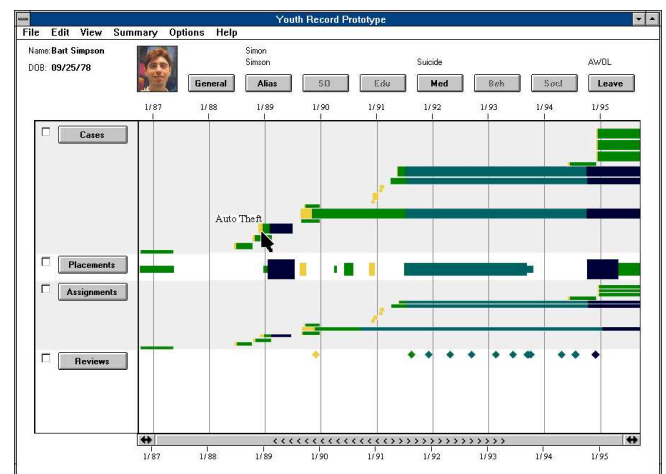 Youth Record Prototype
File Edit View Summary Options Help
Name: Bart Simpson
DOB: 09/25/78
Simon
Simson
Suicide
AWOL
General Alias SO Edu Med Beh Socl Leave
1/87 1/88 1/89 1/90 1/91 1/92 1/93 1/94 1/95
Cases
Auto Theft
Placements
Assignments
Reviews
<<<<<<<<<<<<<<<>>>>>>>>>>>>>>>
1/87 1/88 1/89 1/90 1/91 1/92 1/93 1/94 1/95